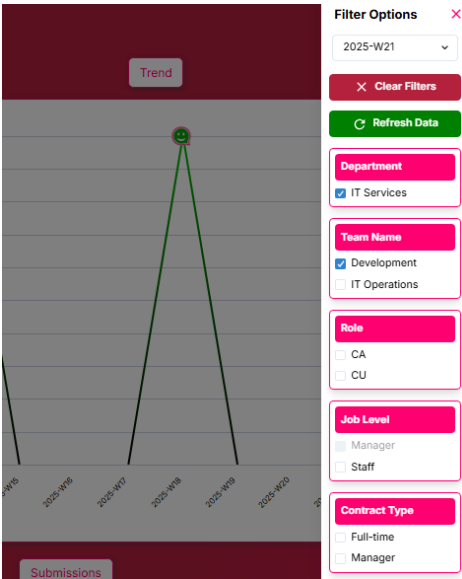 Filter Options
2025-W21
Clear Filters
Refresh Data
Department
IT Services
Team Name
Development
IT Operations
Role
CA
CU
Job Level
Manager
Staff
Contract Type
Full-time
Manager
Trend
2025-W16
2025-W17
2025-W18
2025-W19
2025-W20
Submissions